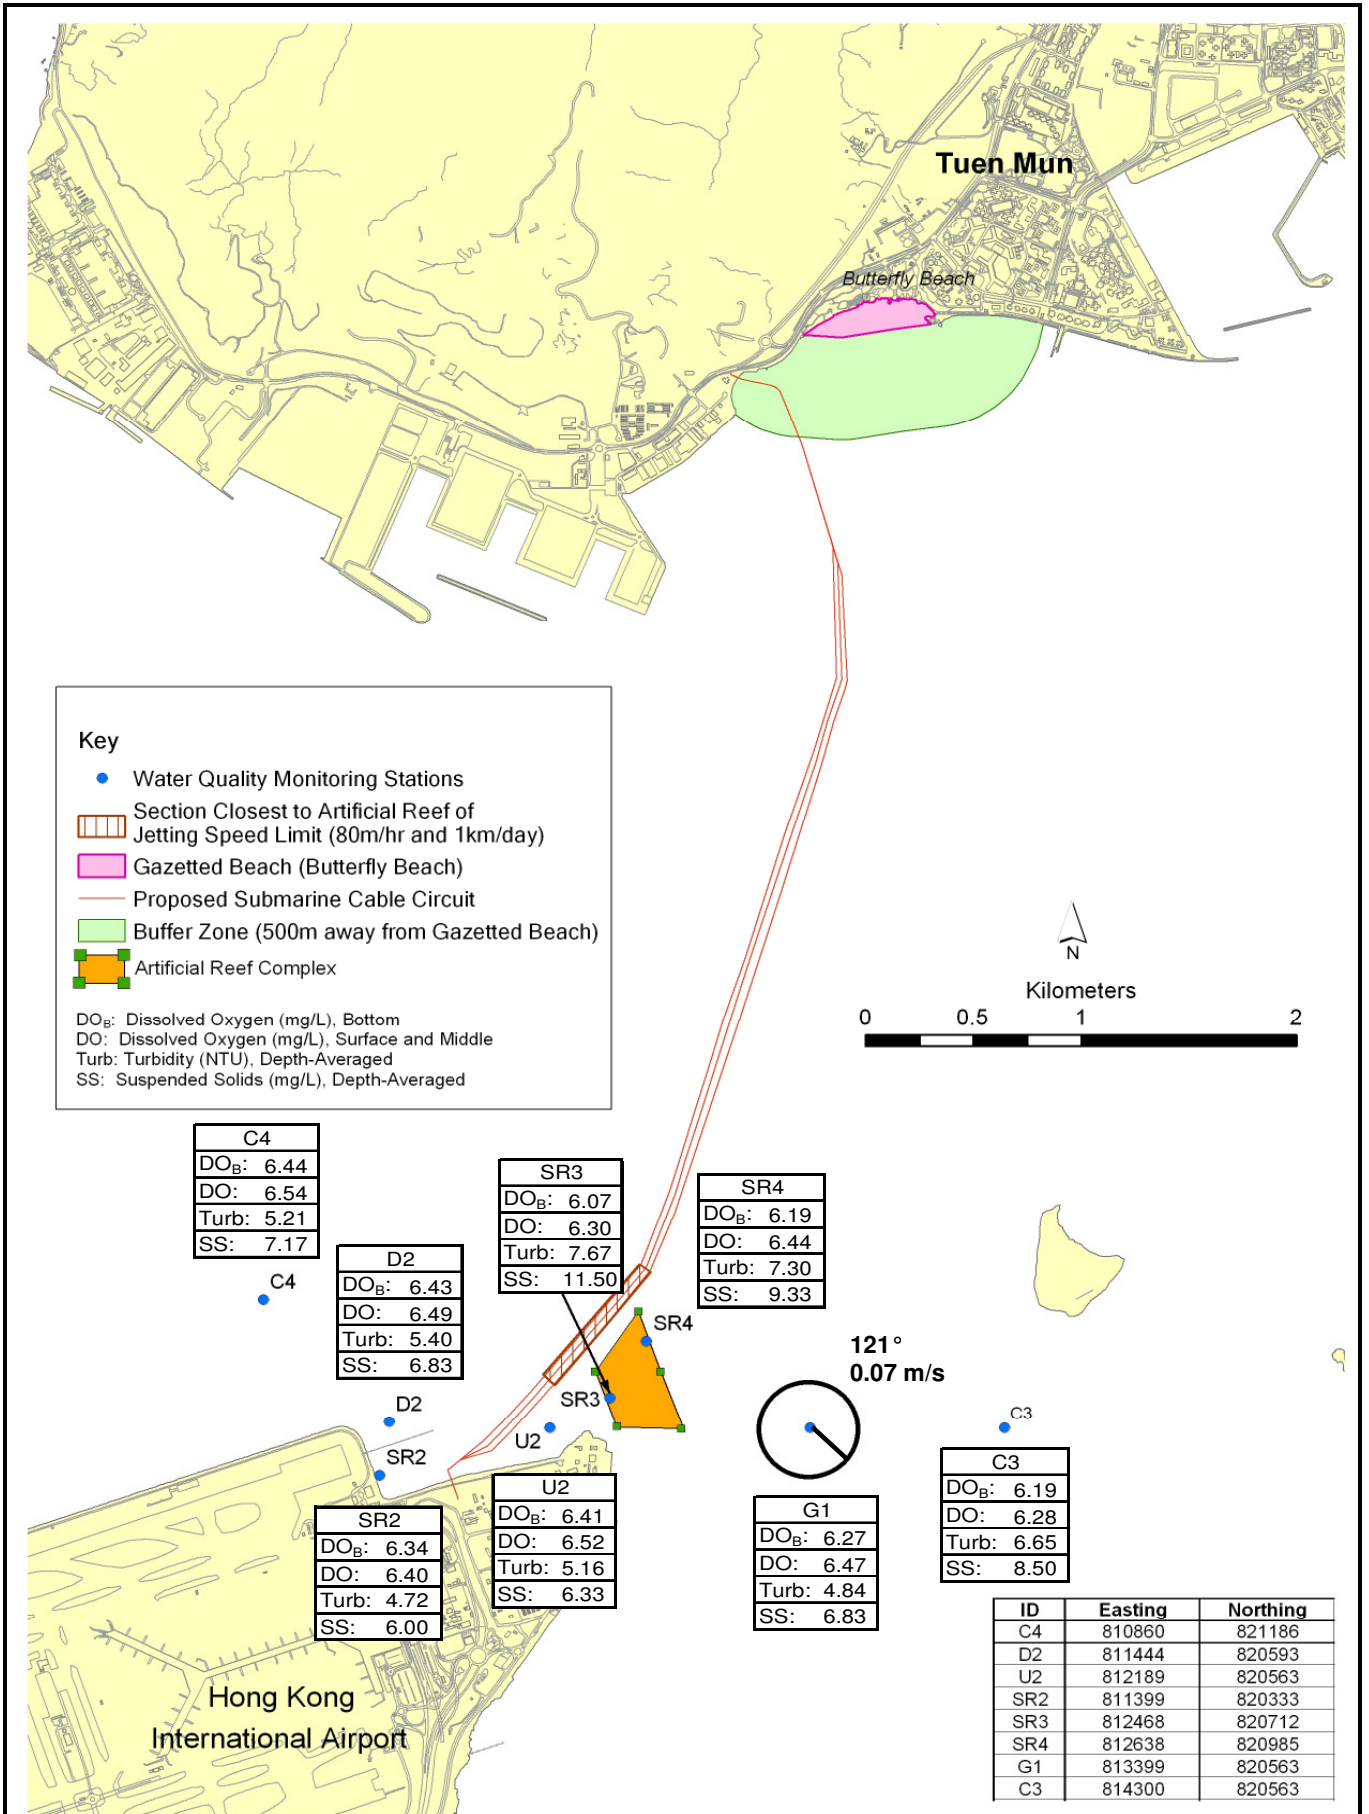 Tuen Mun
Butterfly Beach
Key
Water Quality Monitoring Stations
Section Closest to Artificial Reef of
Jetting Speed Limit (80m/hr and 1km/day)
Gazetted Beach (Butterfly Beach)
Proposed Submarine Cable Circuit
Buffer Zone (500m away from Gazetted Beach)
Artificial Reef Complex
DOB: Dissolved Oxygen (mg/L), Bottom
DO: Dissolved Oxygen (mg/L), Surface and Middle
Turb: Turbidity (NTU), Depth-Averaged
SS: Suspended Solids (mg/L), Depth-Averaged
N
Kilometers
0 0.5 1 2
C4
DOB: 6.44
DO: 6.54
Turb: 5.21
SS: 7.17
C4
D2
DOB: 6.43
DO: 6.49
Turb: 5.40
SS: 6.83
D2
SR3
DOB: 6.07
DO: 6.30
Turb: 7.67
SS: 11.50
SR3
SR4
DOB: 6.19
DO: 6.44
Turb: 7.30
SS: 9.33
SR4
121°
0.07 m/s
C3
C3
DOB: 6.19
DO: 6.28
Turb: 6.65
SS: 8.50
U2
U2
DOB: 6.41
DO: 6.52
Turb: 5.16
SS: 6.33
SR2
SR2
DOB: 6.34
DO: 6.40
Turb: 4.72
SS: 6.00
G1
DOB: 6.27
DO: 6.47
Turb: 4.84
SS: 6.83
Hong Kong
International Airport
ID Easting Northing
C4 810860 821186
D2 811444 820593
U2 812189 820563
SR2 811399 820333
SR3 812468 820712
SR4 812638 820985
G1 813399 820563
C3 814300 820563